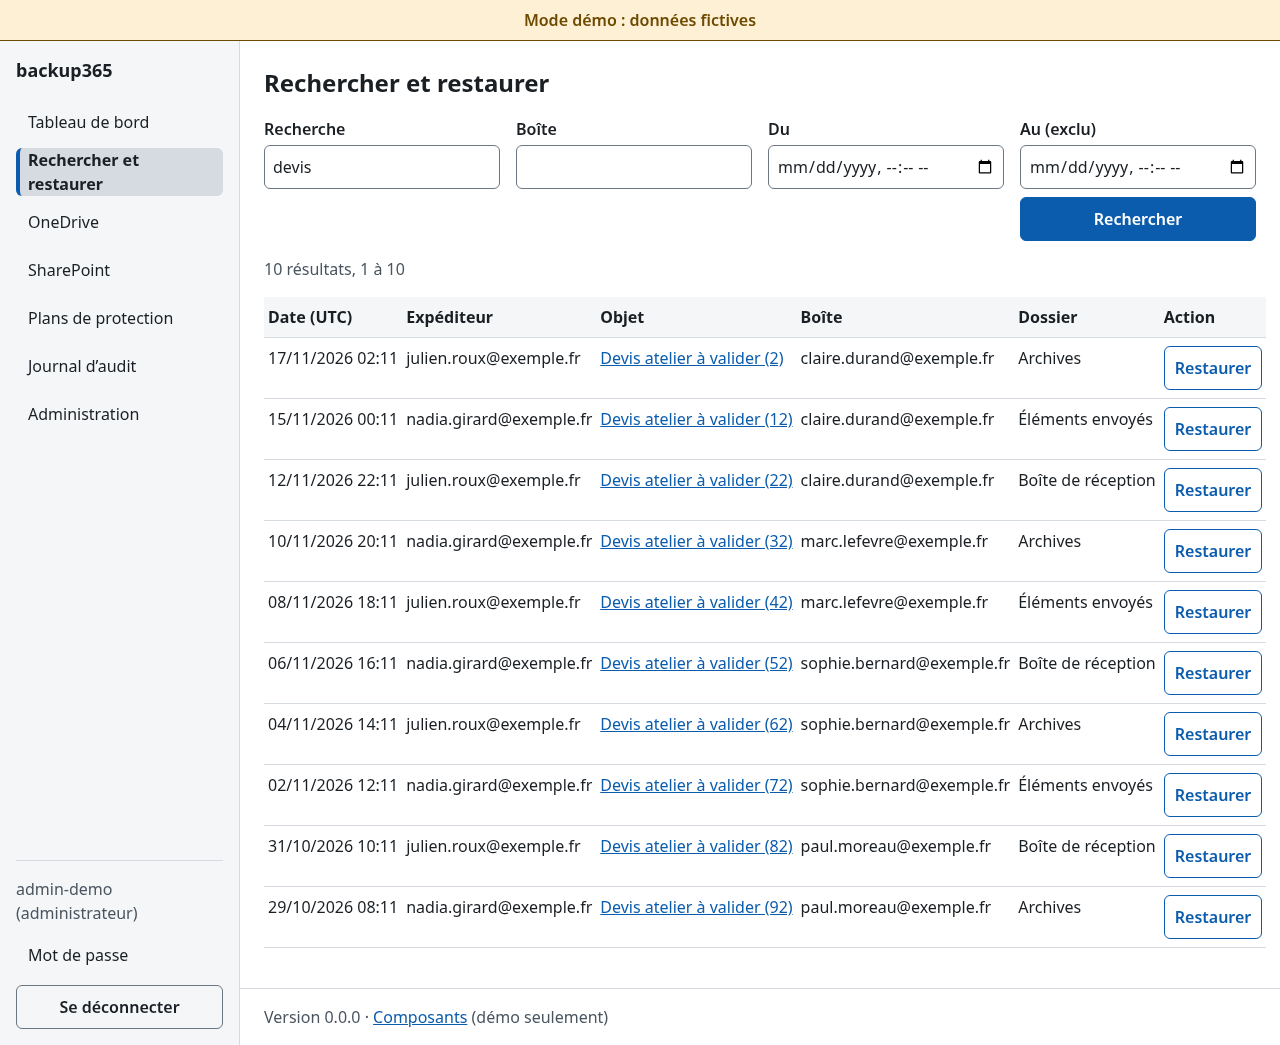 Mode démo : données fictives
backup365
Tableau de bord
Rechercher et
restaurer
OneDrive
SharePoint
Plans de protection
Journal d’audit
Administration
admin-demo
(administrateur)
Mot de passe
Se déconnecter
Rechercher et restaurer
Recherche Boîte Du Au (exclu)
devis mm/dd/yyyy, --:-- -- mm/dd/yyyy, --:-- --
Rechercher
10 résultats, 1 à 10
Date (UTC) Expéditeur Objet Boîte Dossier Action
17/11/2026 02:11 julien.roux@exemple.fr Devis atelier à valider (2) claire.durand@exemple.fr Archives Restaurer
15/11/2026 00:11 nadia.girard@exemple.fr Devis atelier à valider (12) claire.durand@exemple.fr Éléments envoyés Restaurer
12/11/2026 22:11 julien.roux@exemple.fr Devis atelier à valider (22) claire.durand@exemple.fr Boîte de réception Restaurer
10/11/2026 20:11 nadia.girard@exemple.fr Devis atelier à valider (32) marc.lefevre@exemple.fr Archives Restaurer
08/11/2026 18:11 julien.roux@exemple.fr Devis atelier à valider (42) marc.lefevre@exemple.fr Éléments envoyés Restaurer
06/11/2026 16:11 nadia.girard@exemple.fr Devis atelier à valider (52) sophie.bernard@exemple.fr Boîte de réception Restaurer
04/11/2026 14:11 julien.roux@exemple.fr Devis atelier à valider (62) sophie.bernard@exemple.fr Archives Restaurer
02/11/2026 12:11 nadia.girard@exemple.fr Devis atelier à valider (72) sophie.bernard@exemple.fr Éléments envoyés Restaurer
31/10/2026 10:11 julien.roux@exemple.fr Devis atelier à valider (82) paul.moreau@exemple.fr Boîte de réception Restaurer
29/10/2026 08:11 nadia.girard@exemple.fr Devis atelier à valider (92) paul.moreau@exemple.fr Archives Restaurer
Version 0.0.0 · Composants (démo seulement)